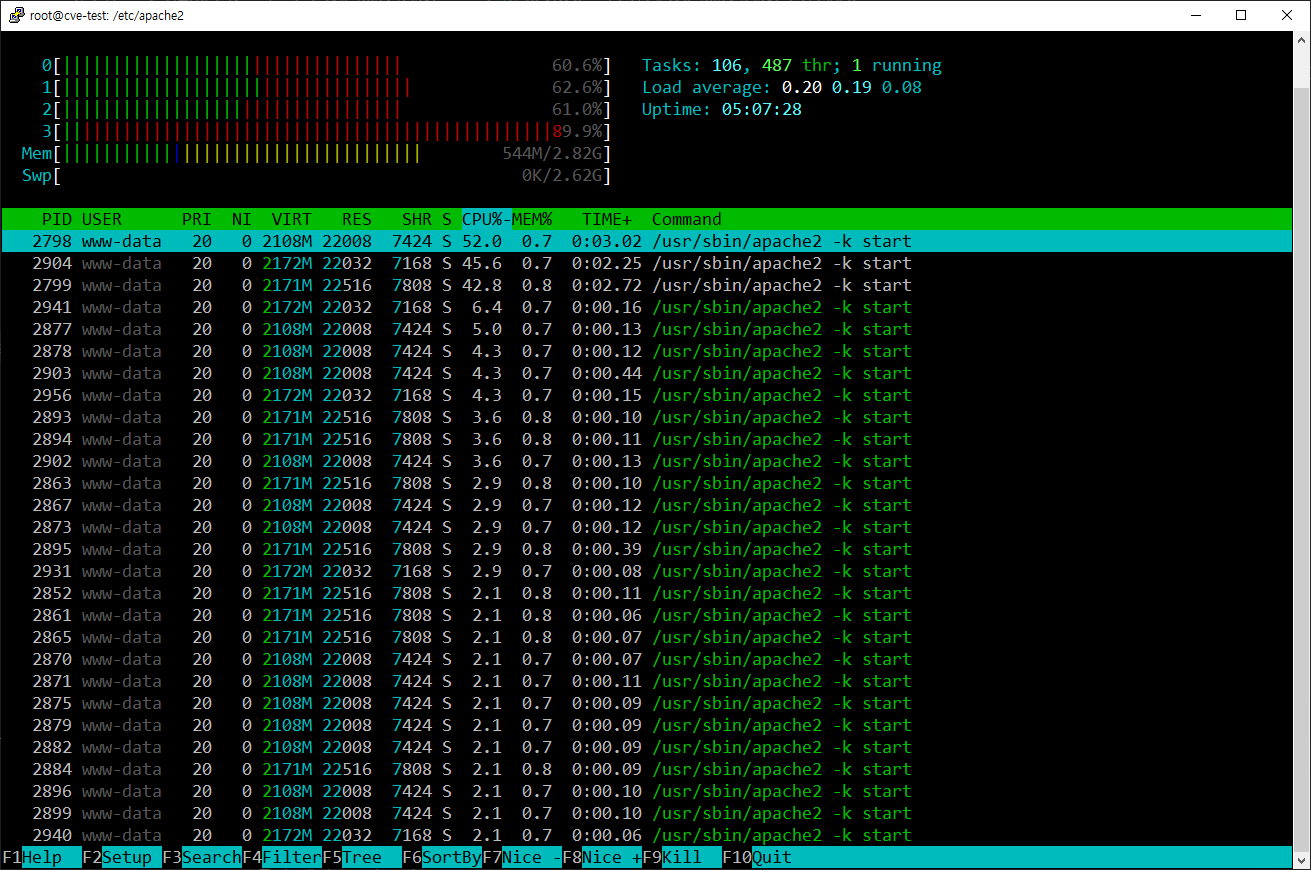 root@cve-test: /etc/apache2
0[ 60.6%] Tasks: 106, 487 thr; 1 running
1[ 62.6%] Load average: 0.20 0.19 0.08
2[ 61.0%] Uptime: 05:07:28
3[ 89.9%]
Mem[ 544M/2.82G]
Swp[ 0K/2.62G]
PID USER PRI NI VIRT RES SHR S CPU%-MEM% TIME+ Command
2798 www-data 20 0 2108M 22008 7424 S 52.0 0.7 0:03.02 /usr/sbin/apache2 -k start
2904 www-data 20 0 2172M 22032 7168 S 45.6 0.7 0:02.25 /usr/sbin/apache2 -k start
2799 www-data 20 0 2171M 22516 7808 S 42.8 0.8 0:02.72 /usr/sbin/apache2 -k start
2941 www-data 20 0 2172M 22032 7168 S 6.4 0.7 0:00.16 /usr/sbin/apache2 -k start
2877 www-data 20 0 2108M 22008 7424 S 5.0 0.7 0:00.13 /usr/sbin/apache2 -k start
2878 www-data 20 0 2108M 22008 7424 S 4.3 0.7 0:00.12 /usr/sbin/apache2 -k start
2903 www-data 20 0 2108M 22008 7424 S 4.3 0.7 0:00.44 /usr/sbin/apache2 -k start
2956 www-data 20 0 2172M 22032 7168 S 4.3 0.7 0:00.15 /usr/sbin/apache2 -k start
2893 www-data 20 0 2171M 22516 7808 S 3.6 0.8 0:00.10 /usr/sbin/apache2 -k start
2894 www-data 20 0 2171M 22516 7808 S 3.6 0.8 0:00.11 /usr/sbin/apache2 -k start
2902 www-data 20 0 2108M 22008 7424 S 3.6 0.7 0:00.13 /usr/sbin/apache2 -k start
2863 www-data 20 0 2171M 22516 7808 S 2.9 0.8 0:00.10 /usr/sbin/apache2 -k start
2867 www-data 20 0 2108M 22008 7424 S 2.9 0.7 0:00.12 /usr/sbin/apache2 -k start
2873 www-data 20 0 2108M 22008 7424 S 2.9 0.7 0:00.12 /usr/sbin/apache2 -k start
2895 www-data 20 0 2171M 22516 7808 S 2.9 0.8 0:00.39 /usr/sbin/apache2 -k start
2931 www-data 20 0 2172M 22032 7168 S 2.9 0.7 0:00.08 /usr/sbin/apache2 -k start
2852 www-data 20 0 2171M 22516 7808 S 2.1 0.8 0:00.11 /usr/sbin/apache2 -k start
2861 www-data 20 0 2171M 22516 7808 S 2.1 0.8 0:00.06 /usr/sbin/apache2 -k start
2865 www-data 20 0 2171M 22516 7808 S 2.1 0.8 0:00.07 /usr/sbin/apache2 -k start
2870 www-data 20 0 2108M 22008 7424 S 2.1 0.7 0:00.07 /usr/sbin/apache2 -k start
2871 www-data 20 0 2108M 22008 7424 S 2.1 0.7 0:00.11 /usr/sbin/apache2 -k start
2875 www-data 20 0 2108M 22008 7424 S 2.1 0.7 0:00.09 /usr/sbin/apache2 -k start
2879 www-data 20 0 2108M 22008 7424 S 2.1 0.7 0:00.09 /usr/sbin/apache2 -k start
2882 www-data 20 0 2108M 22008 7424 S 2.1 0.7 0:00.09 /usr/sbin/apache2 -k start
2884 www-data 20 0 2171M 22516 7808 S 2.1 0.8 0:00.09 /usr/sbin/apache2 -k start
2896 www-data 20 0 2108M 22008 7424 S 2.1 0.7 0:00.10 /usr/sbin/apache2 -k start
2899 www-data 20 0 2108M 22008 7424 S 2.1 0.7 0:00.10 /usr/sbin/apache2 -k start
2940 www-data 20 0 2172M 22032 7168 S 2.1 0.7 0:00.06 /usr/sbin/apache2 -k start
F1Help F2Setup F3SearchF4FilterF5Tree F6SortByF7Nice -F8Nice +F9Kill F10Quit